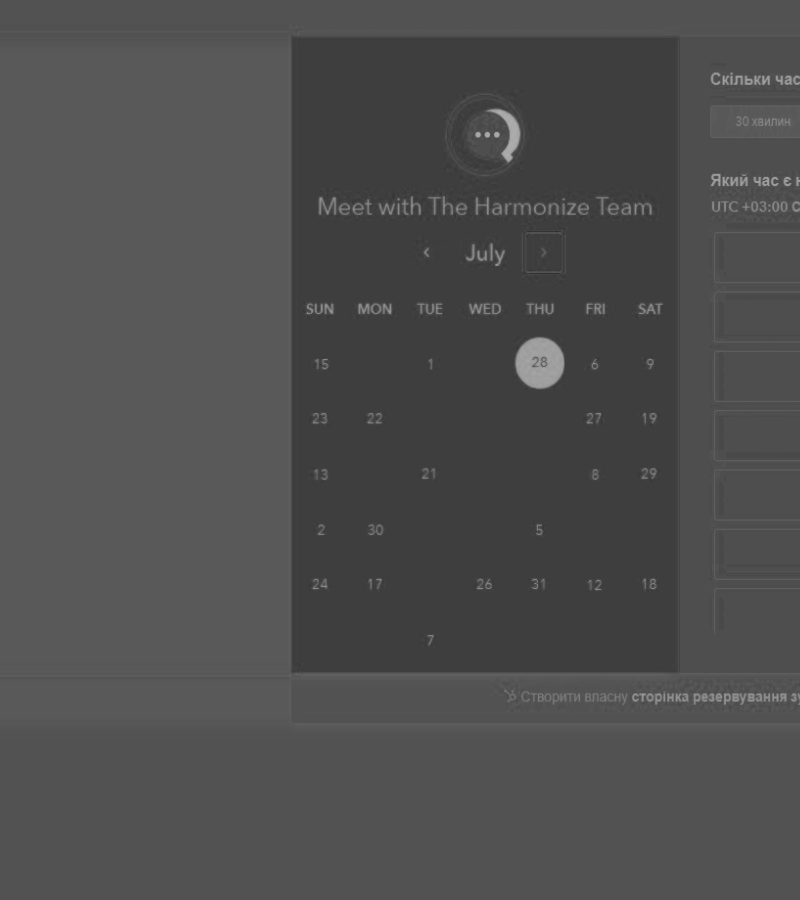 Скільки час
30 хвилин
Meet with The Harmonize Team
Який час є
UTC +03:00
July
SUN MON TUE WED THU FRI SAT
15 1 28 6 9
23 22 27 19
13 21 8 29
2 30 5
24 17 26 31 12 18
7
Створити власну сторінка резервування